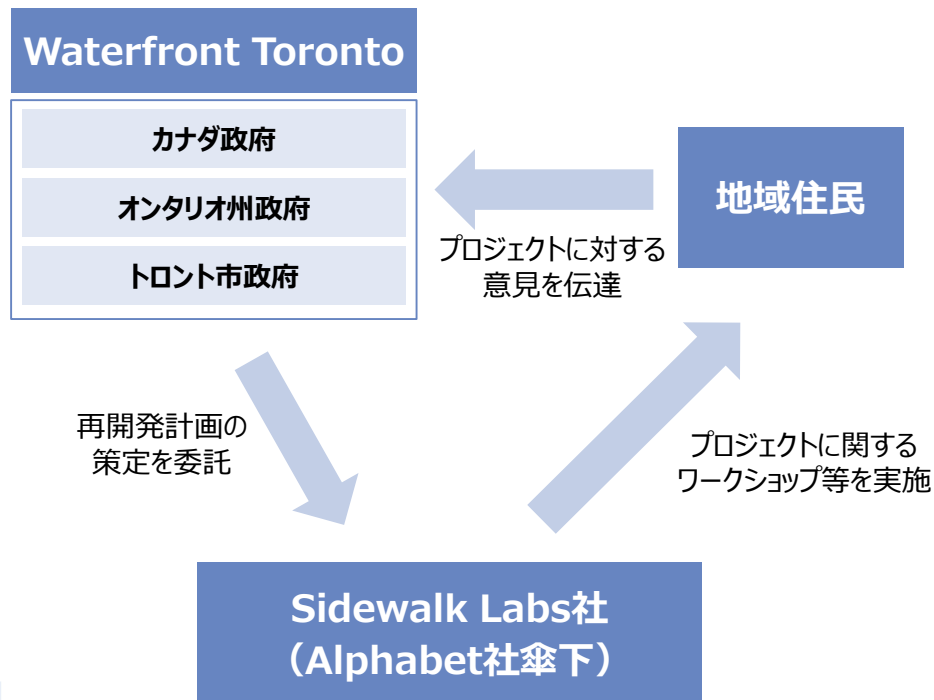 Waterfront Toronto
カナダ政府
オンタリオ州政府
トロント市政府
地域住民
プロジェクトに対する
意見を伝達
再開発計画の
策定を委託
プロジェクトに関する
ワークショップ等を実施
Sidewalk Labs社
（Alphabet社傘下）